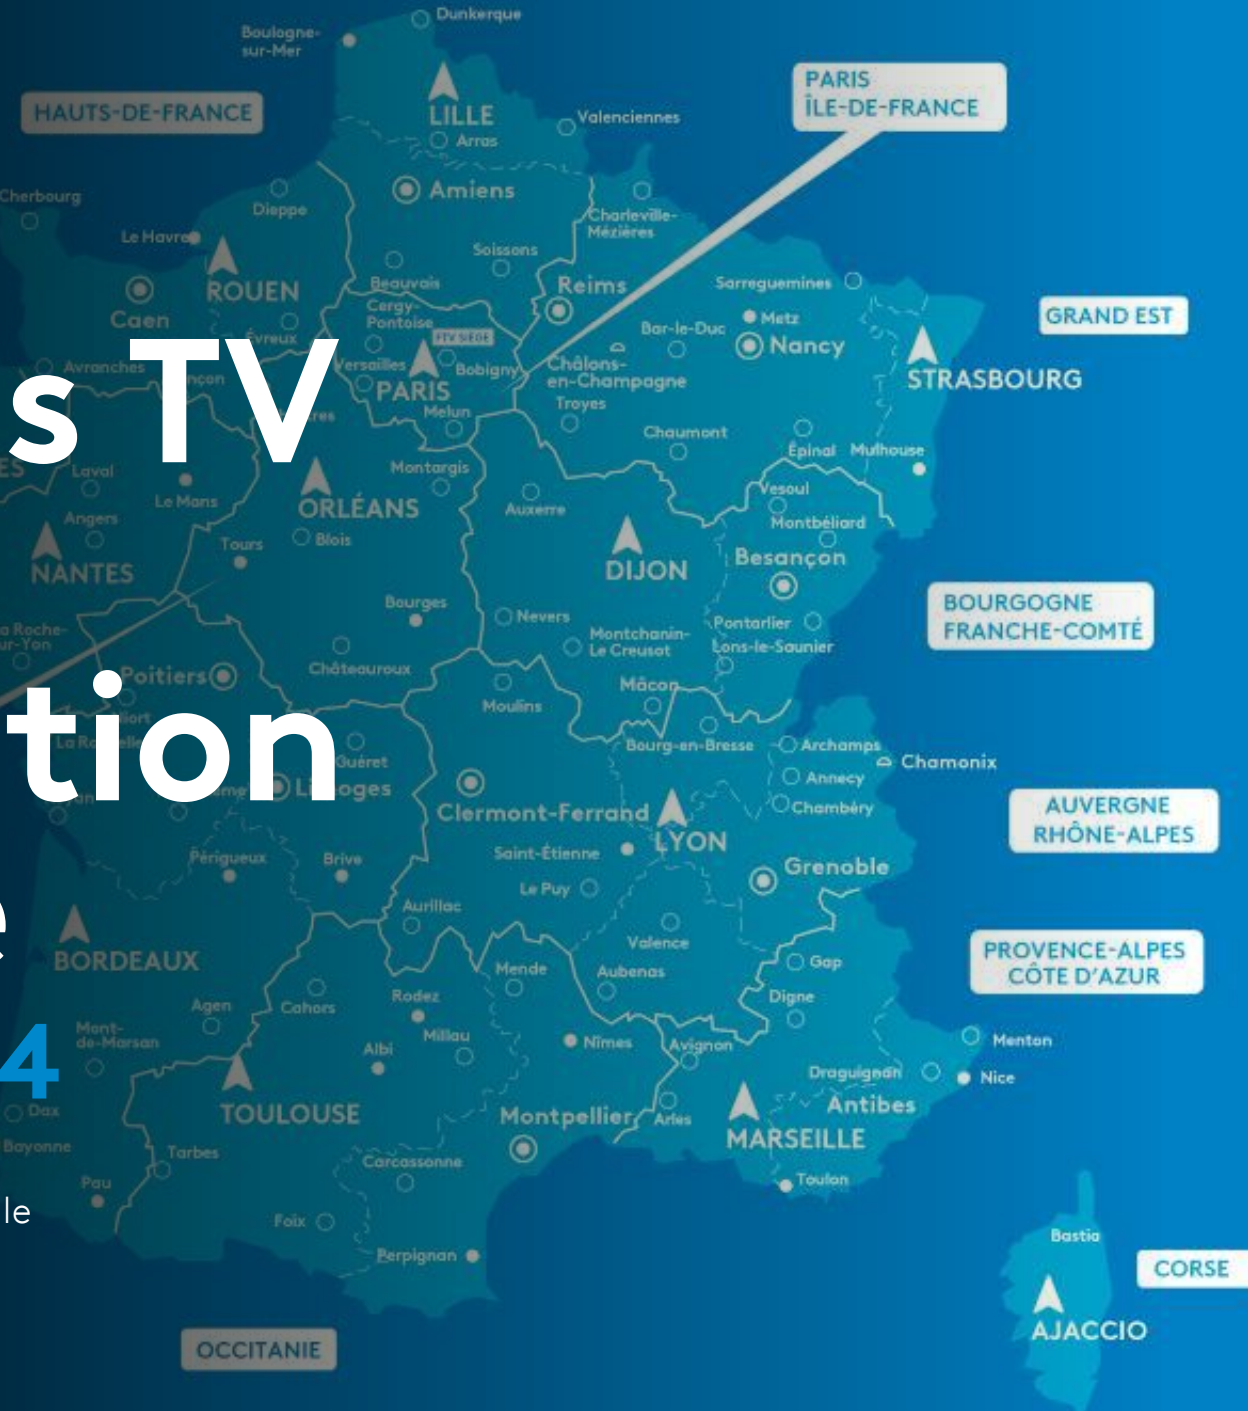 Dunkerque
Boulogne-
sur-Mer
PARIS
ÎLE-DE-FRANCE
HAUTS-DE-FRANCE
LILLE
Valenciennes
Arras
Amiens
Cherbourg
Dieppe
Charleville-
Mézières
Le Havre
Soissons
ROUEN
Beauvais
Reims
Sarreguemines
Caen
Cergy-
Pontoise
Metz
GRAND EST
Évreux
FTV SIÈGE
Bar-le-Duc
Nancy
Avranches
Versailles
Bobigny
Châlons-
en-Champagne
STRASBOURG
PARIS
Melun
Troyes
s TV
Chaumont
Épinal
Mulhouse
Laval
Montargis
Le Mans
ORLÉANS
Auxerre
Vesoul
Angers
Montbéliard
Tours
Blois
Besançon
NANTES
DIJON
Bourges
Nevers
BOURGOGNE
FRANCHE-COMTÉ
a Roche-
ur-Yon
Montchanin-
Le Creusot
Pontarlier
Lons-le-Saunier
Châteauroux
Poitiers
Mâcon
Moulins
tion
Bourg-en-Bresse
Archamps
Chamonix
Guéret
Annecy
Limoges
Clermont-Ferrand
Chambéry
AUVERGNE
RHÔNE-ALPES
LYON
Périgueux
Brive
Saint-Étienne
Grenoble
Le Puy
e
Aurillac
Valence
BORDEAUX
Mende
Aubenas
Gap
PROVENCE-ALPES
CÔTE D'AZUR
Agen
Cahors
Rodez
Digne
Mont-
de-Marsan
Millau
Nîmes
Avignon
Menton
4
Albi
Draguignan
Nice
Dax
TOULOUSE
Montpellier
Arles
Antibes
MARSEILLE
Bayonne
Tarbes
Carcassonne
Pau
Toulon
le
Foix
Bastia
Perpignan
CORSE
AJACCIO
OCCITANIE